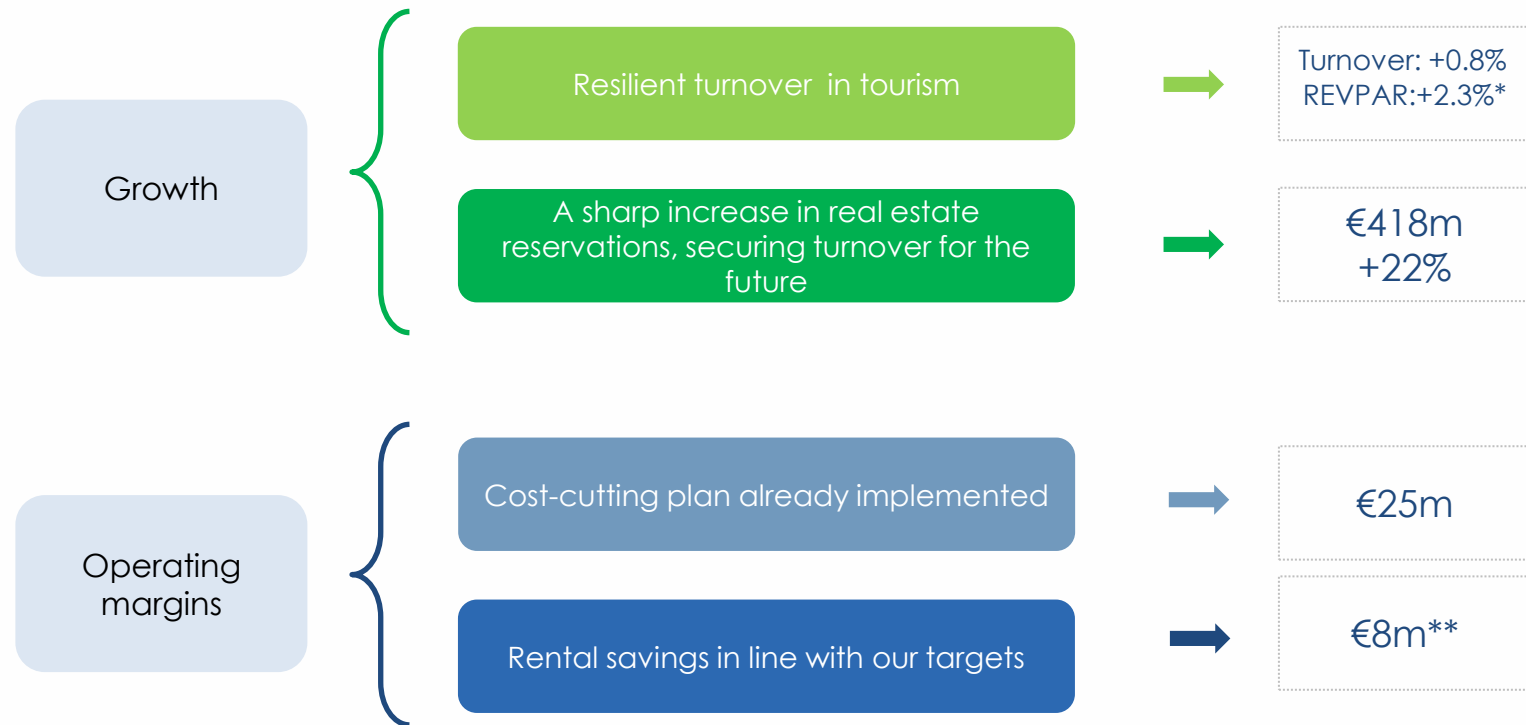 Growth
Resilient turnover in tourism
Turnover: +0.8%
REVPAR:+2.3%*
A sharp increase in real estate
reservations, securing turnover for the
future
€418m
+22%
Operating
margins
Cost-cutting plan already implemented
€25m
Rental savings in line with our targets
€8m**